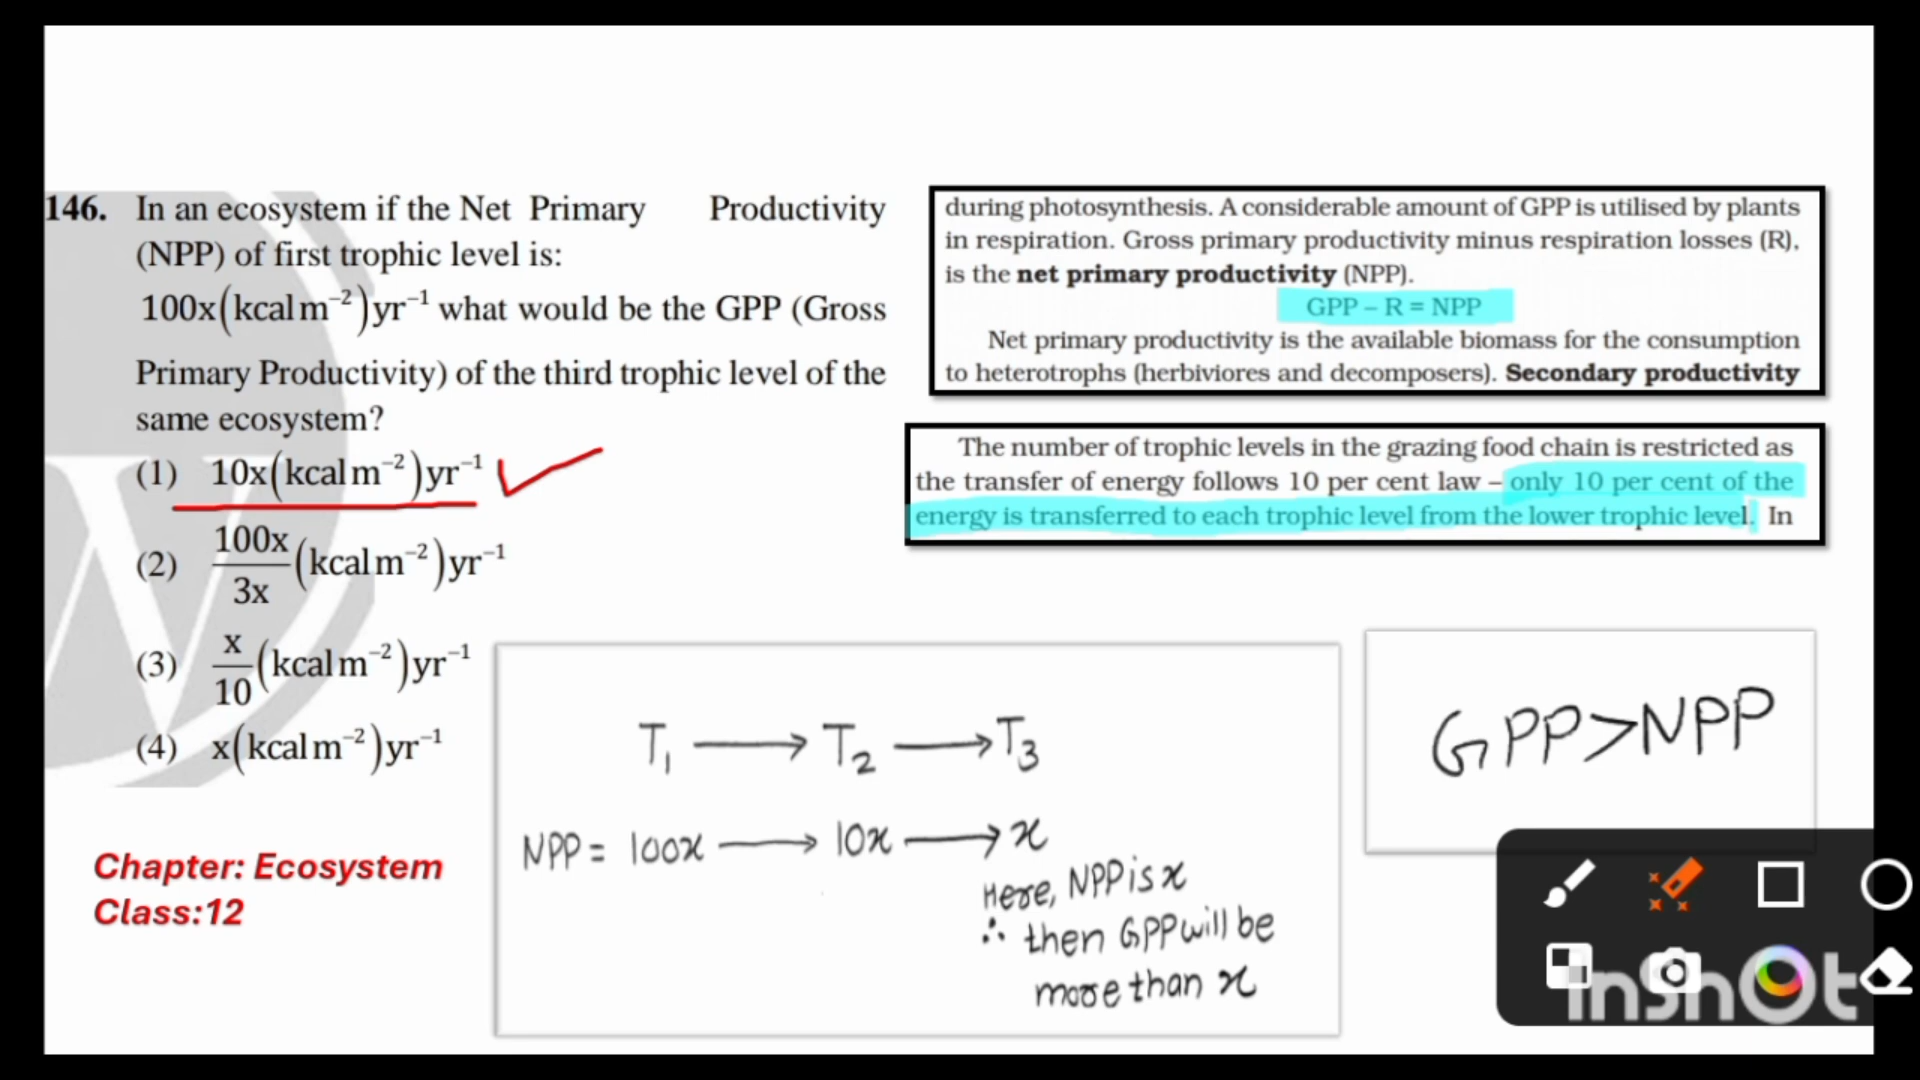 146. In an ecosystem if the Net Primary Productivity
(NPP) of first trophic level is:
100x(kcal m⁻²)yr⁻¹ what would be the GPP (Gross
Primary Productivity) of the third trophic level of the
same ecosystem?
(1) 10x(kcal m⁻²)yr⁻¹
(2) 100x/3x (kcal m⁻²)yr⁻¹
(3) x/10 (kcal m⁻²)yr⁻¹
(4) x(kcal m⁻²)yr⁻¹
Chapter: Ecosystem
Class:12
during photosynthesis. A considerable amount of GPP is utilised by plants
in respiration. Gross primary productivity minus respiration losses (R),
is the net primary productivity (NPP).
GPP – R = NPP
Net primary productivity is the available biomass for the consumption
to heterotrophs (herbiviores and decomposers). Secondary productivity
The number of trophic levels in the grazing food chain is restricted as
the transfer of energy follows 10 per cent law – only 10 per cent of the
energy is transferred to each trophic level from the lower trophic level. In
T₁ ⟶ T₂ ⟶ T₃
NPP = 100x ⟶ 10x ⟶ x
Here, NPP is x
∴ then GPP will be
more than x
GPP>NPP
InShOt